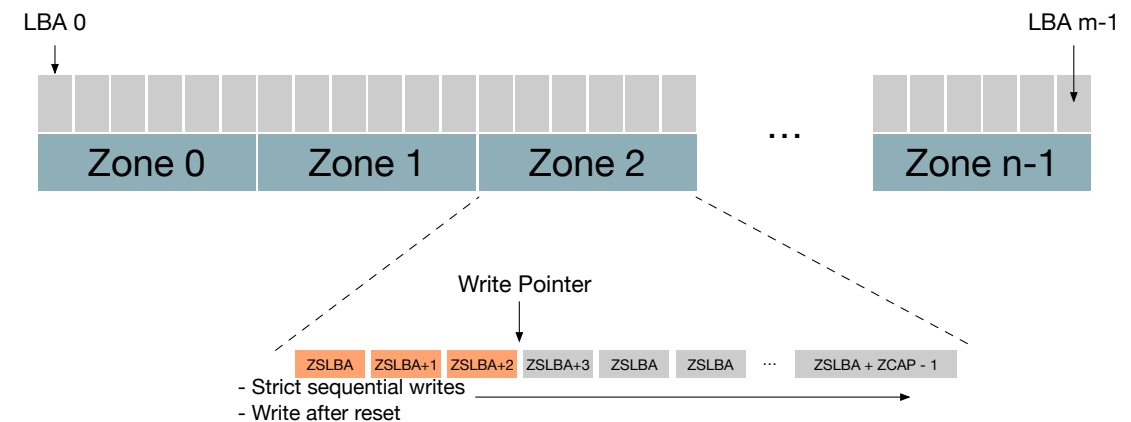 LBA 0 LBA m-1
Zone 0 Zone 1 Zone 2 ... Zone n-1
Write Pointer
ZSLBA ZSLBA+1 ZSLBA+2 ZSLBA+3 ZSLBA ZSLBA ... ZSLBA + ZCAP - 1
- Strict sequential writes
- Write after reset